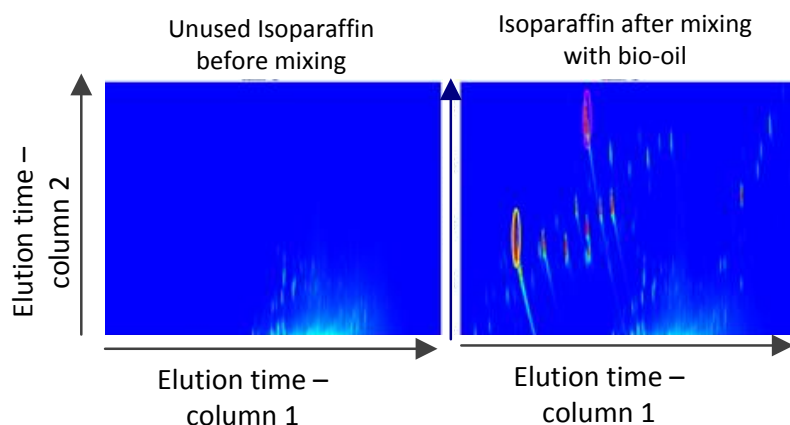 Unused Isoparaffin
before mixing
Isoparaffin after mixing
with bio-oil
Elution time –
column 2
Elution time –
column 1
Elution time –
column 1